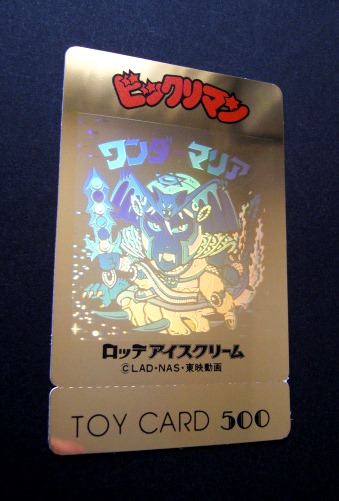 ビックリマン
ワンダ マリア
ロッテアイスクリーム
©LAD・NAS・東映動画
TOY CARD 500